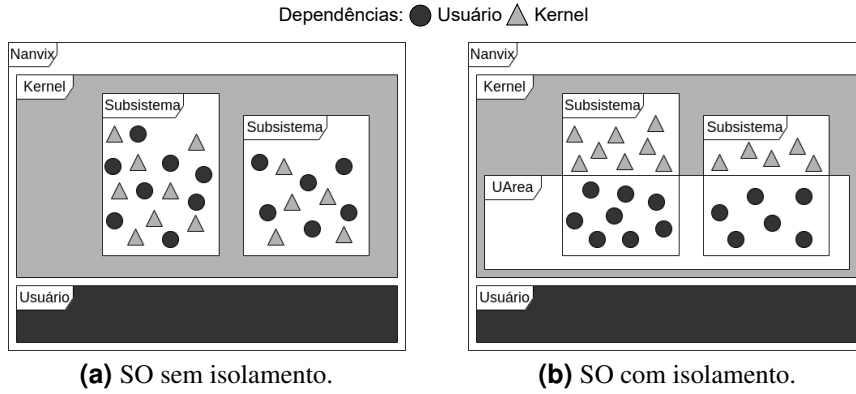 Dependências: Usuário Kernel
Nanvix
Kernel
Subsistema
Subsistema
Usuário
(a) SO sem isolamento.
Nanvix
Kernel
Subsistema
Subsistema
UArea
Usuário
(b) SO com isolamento.